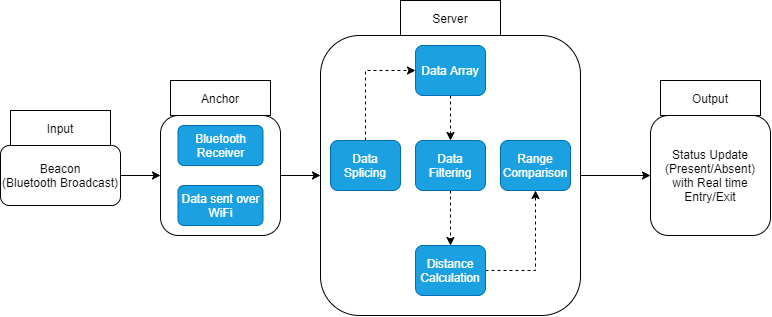 Input
Beacon
(Bluetooth Broadcast)
Anchor
Bluetooth
Receiver
Data sent over
WiFi
Server
Data Array
Data
Splicing
Data
Filtering
Range
Comparison
Distance
Calculation
Output
Status Update
(Present/Absent)
with Real time
Entry/Exit